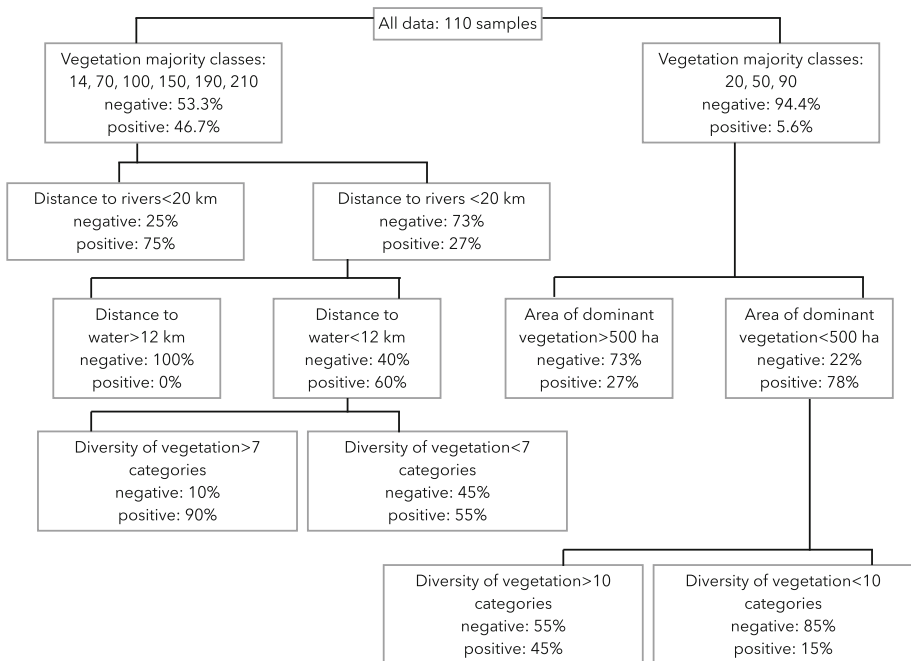 All data: 110 samples
Vegetation majority classes:
14, 70, 100, 150, 190, 210
negative: 53.3%
positive: 46.7%
Vegetation majority classes:
20, 50, 90
negative: 94.4%
positive: 5.6%
Distance to rivers<20 km
negative: 25%
positive: 75%
Distance to rivers <20 km
negative: 73%
positive: 27%
Distance to
water>12 km
negative: 100%
positive: 0%
Distance to
water<12 km
negative: 40%
positive: 60%
Area of dominant
vegetation>500 ha
negative: 73%
positive: 27%
Area of dominant
vegetation<500 ha
negative: 22%
positive: 78%
Diversity of vegetation>7
categories
negative: 10%
positive: 90%
Diversity of vegetation<7
categories
negative: 45%
positive: 55%
Diversity of vegetation>10
categories
negative: 55%
positive: 45%
Diversity of vegetation<10
categories
negative: 85%
positive: 15%